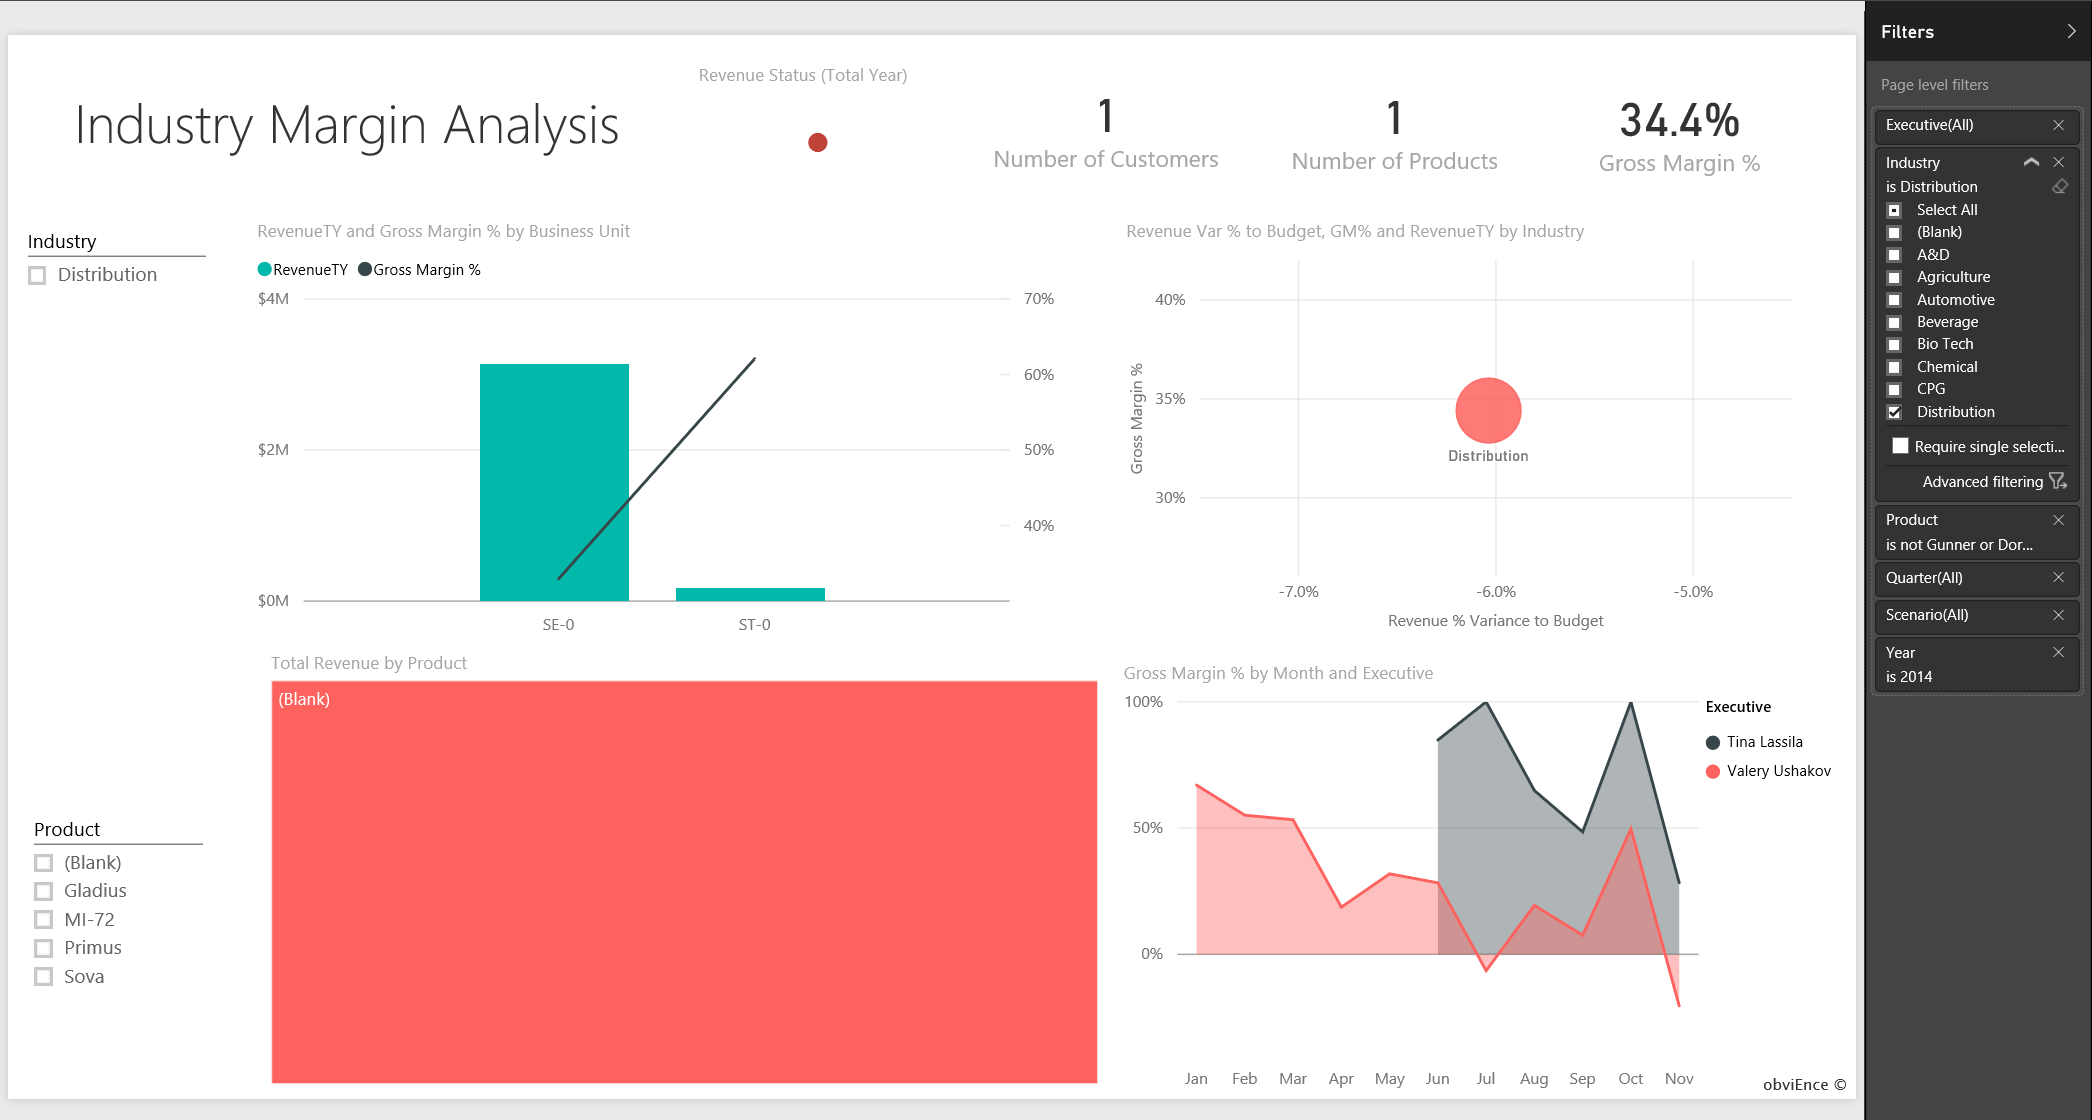 Industry Margin Analysis
Revenue Status (Total Year)
1
Number of Customers
1
Number of Products
34.4%
Gross Margin %
Industry
Distribution
RevenueTY and Gross Margin % by Business Unit
RevenueTY Gross Margin %
$4M
$2M
$0M
70%
60%
50%
40%
SE-0 ST-0
Revenue Var % to Budget, GM% and RevenueTY by Industry
Gross Margin %
40%
35%
30%
Distribution
-7.0% -6.0% -5.0%
Revenue % Variance to Budget
Product
(Blank)
Gladius
MI-72
Primus
Sova
Total Revenue by Product
(Blank)
Gross Margin % by Month and Executive
100%
50%
0%
Jan Feb Mar Apr May Jun Jul Aug Sep Oct Nov
Executive
Tina Lassila
Valery Ushakov
obviEnce ©
Filters
Page level filters
Executive(All)
Industry
is Distribution
Select All
(Blank)
A&D
Agriculture
Automotive
Beverage
Bio Tech
Chemical
CPG
Distribution
Require single selecti...
Advanced filtering
Product
is not Gunner or Dor...
Quarter(All)
Scenario(All)
Year
is 2014